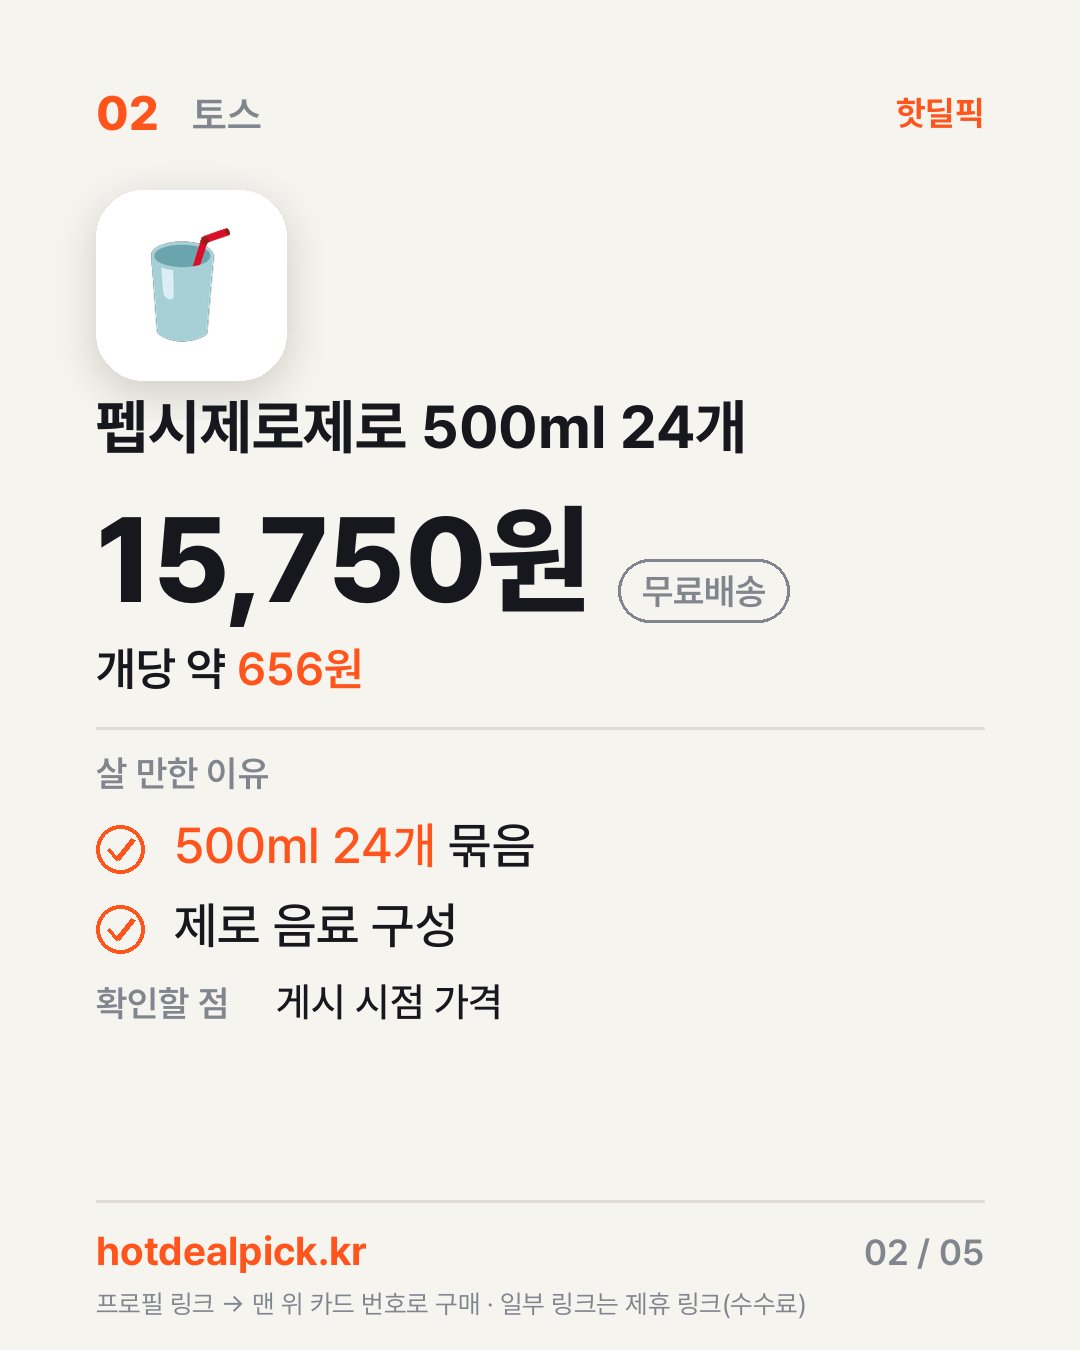 02 토스
핫딜픽
펩시제로제로 500ml 24개
15,750원 무료배송
개당 약 656원
살 만한 이유
500ml 24개 묶음
제로 음료 구성
확인할 점 게시 시점 가격
hotdealpick.kr
02 / 05
프로필 링크 → 맨 위 카드 번호로 구매 · 일부 링크는 제휴 링크(수수료)